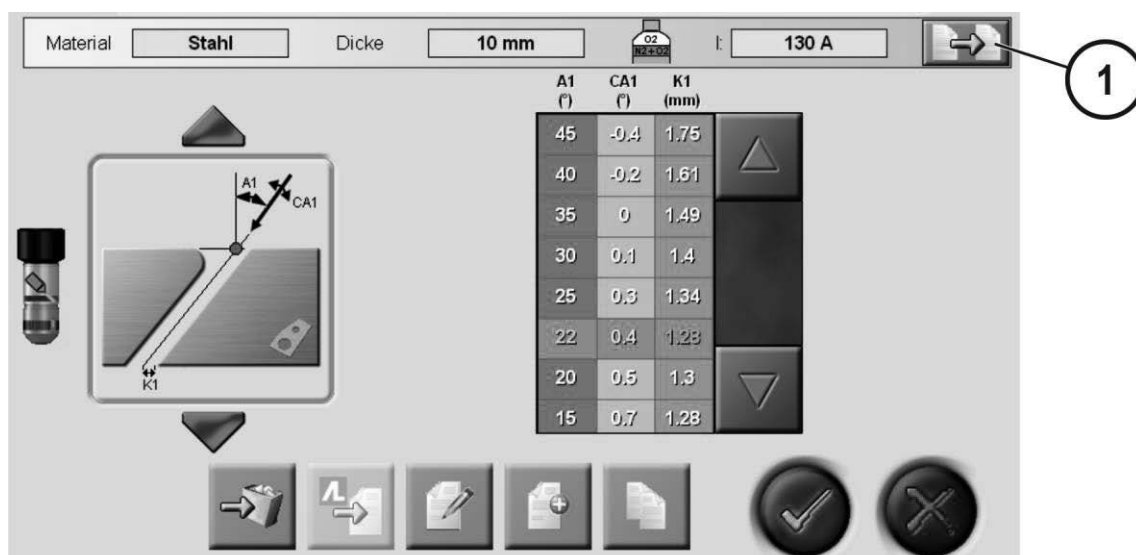 Material Stahl Dicke 10 mm O2 N2+O2 I: 130 A
1
A1 CA1 K1
(°) (°) (mm)
45 -0.4 1.75
40 -0.2 1.61
35 0 1.49
30 0.1 1.4
25 0.3 1.34
22 0.4 1.28
20 0.5 1.3
15 0.7 1.28
A1
CA1
K1